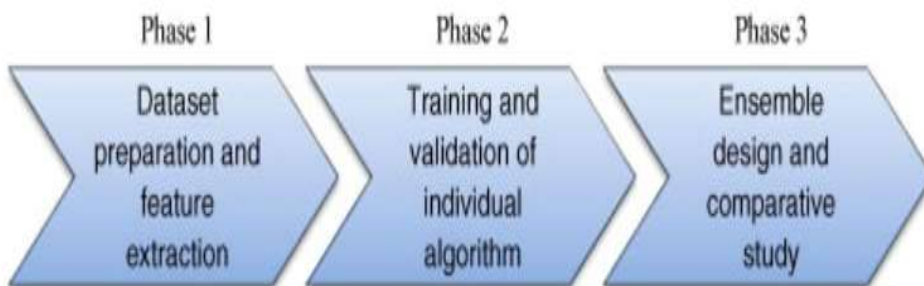 Phase 1
Dataset
preparation and
feature
extraction
Phase 2
Training and
validation of
individual
algorithm
Phase 3
Ensemble
design and
comparative
study